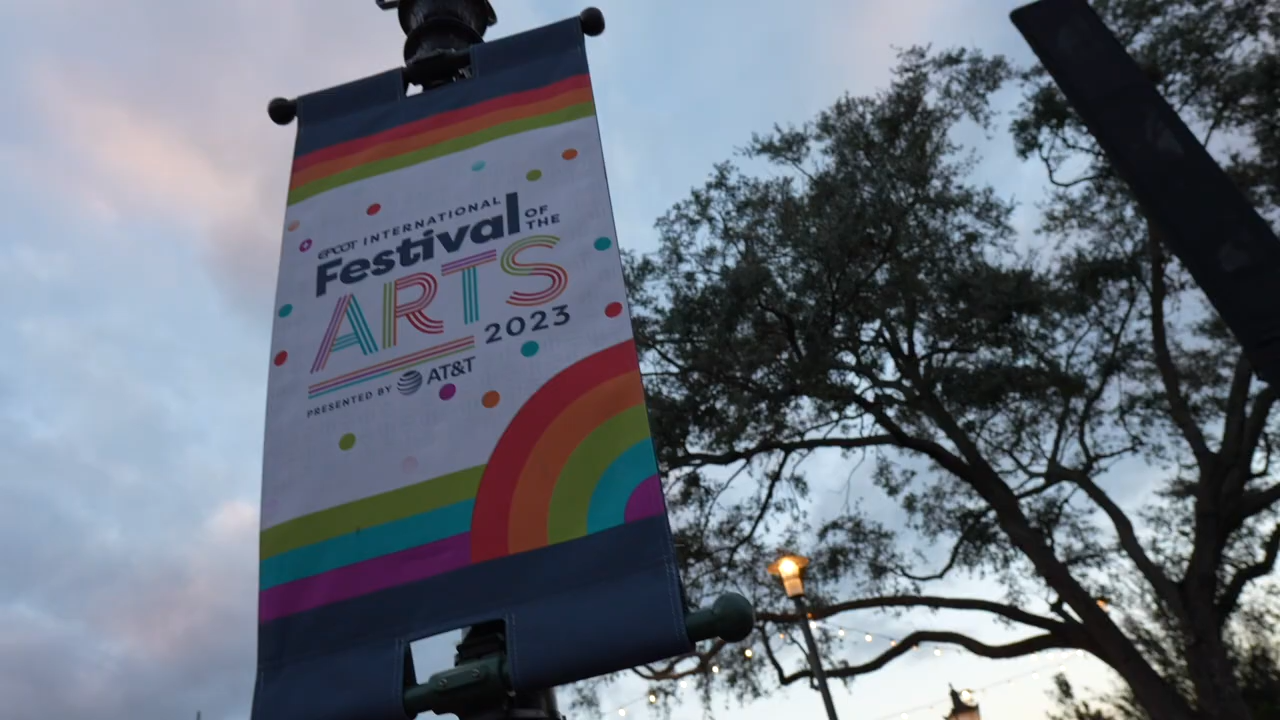 EPCOT INTERNATIONAL
Festival OF THE
ARTS
2023
PRESENTED BY AT&T